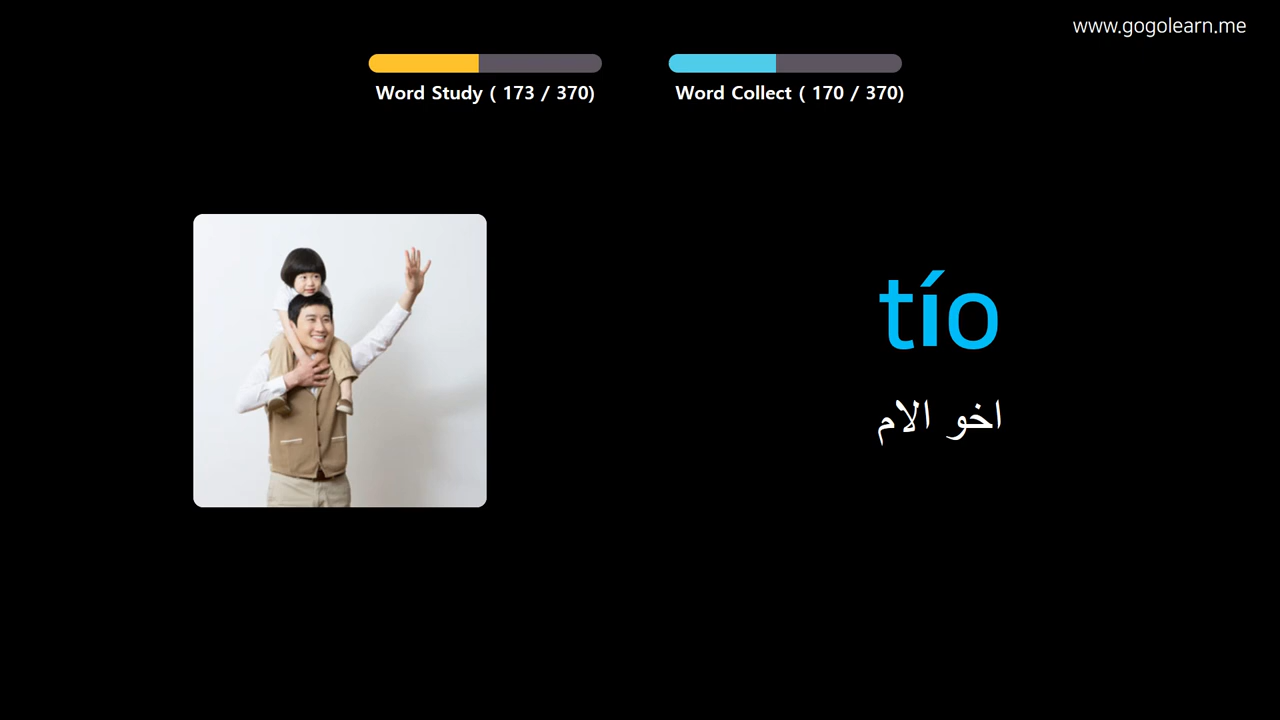 www.gogolearn.me
Word Study ( 173 / 370)
Word Collect ( 170 / 370)
tío
اخو الام